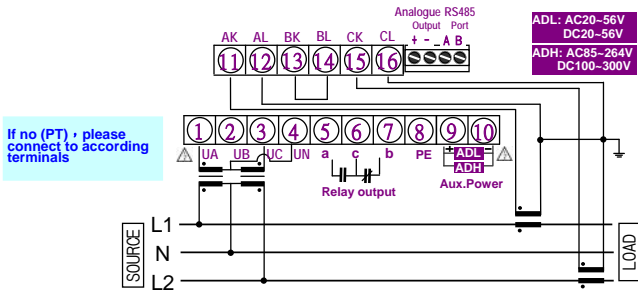 Analogue RS485
Output Port
+ - _ A B
AK AL BK BL CK CL
11 12 13 14 15 16
ADL: AC20~56V
DC20~56V
ADH: AC85~264V
DC100~300V
If no (PT)，please
connect to according
terminals
1 2 3 4 5 6 7 8 9 10
UA UB UC UN a c b PE + ADL -
ADH
Relay output
Aux.Power
SOURCE
L1
N
L2
LOAD